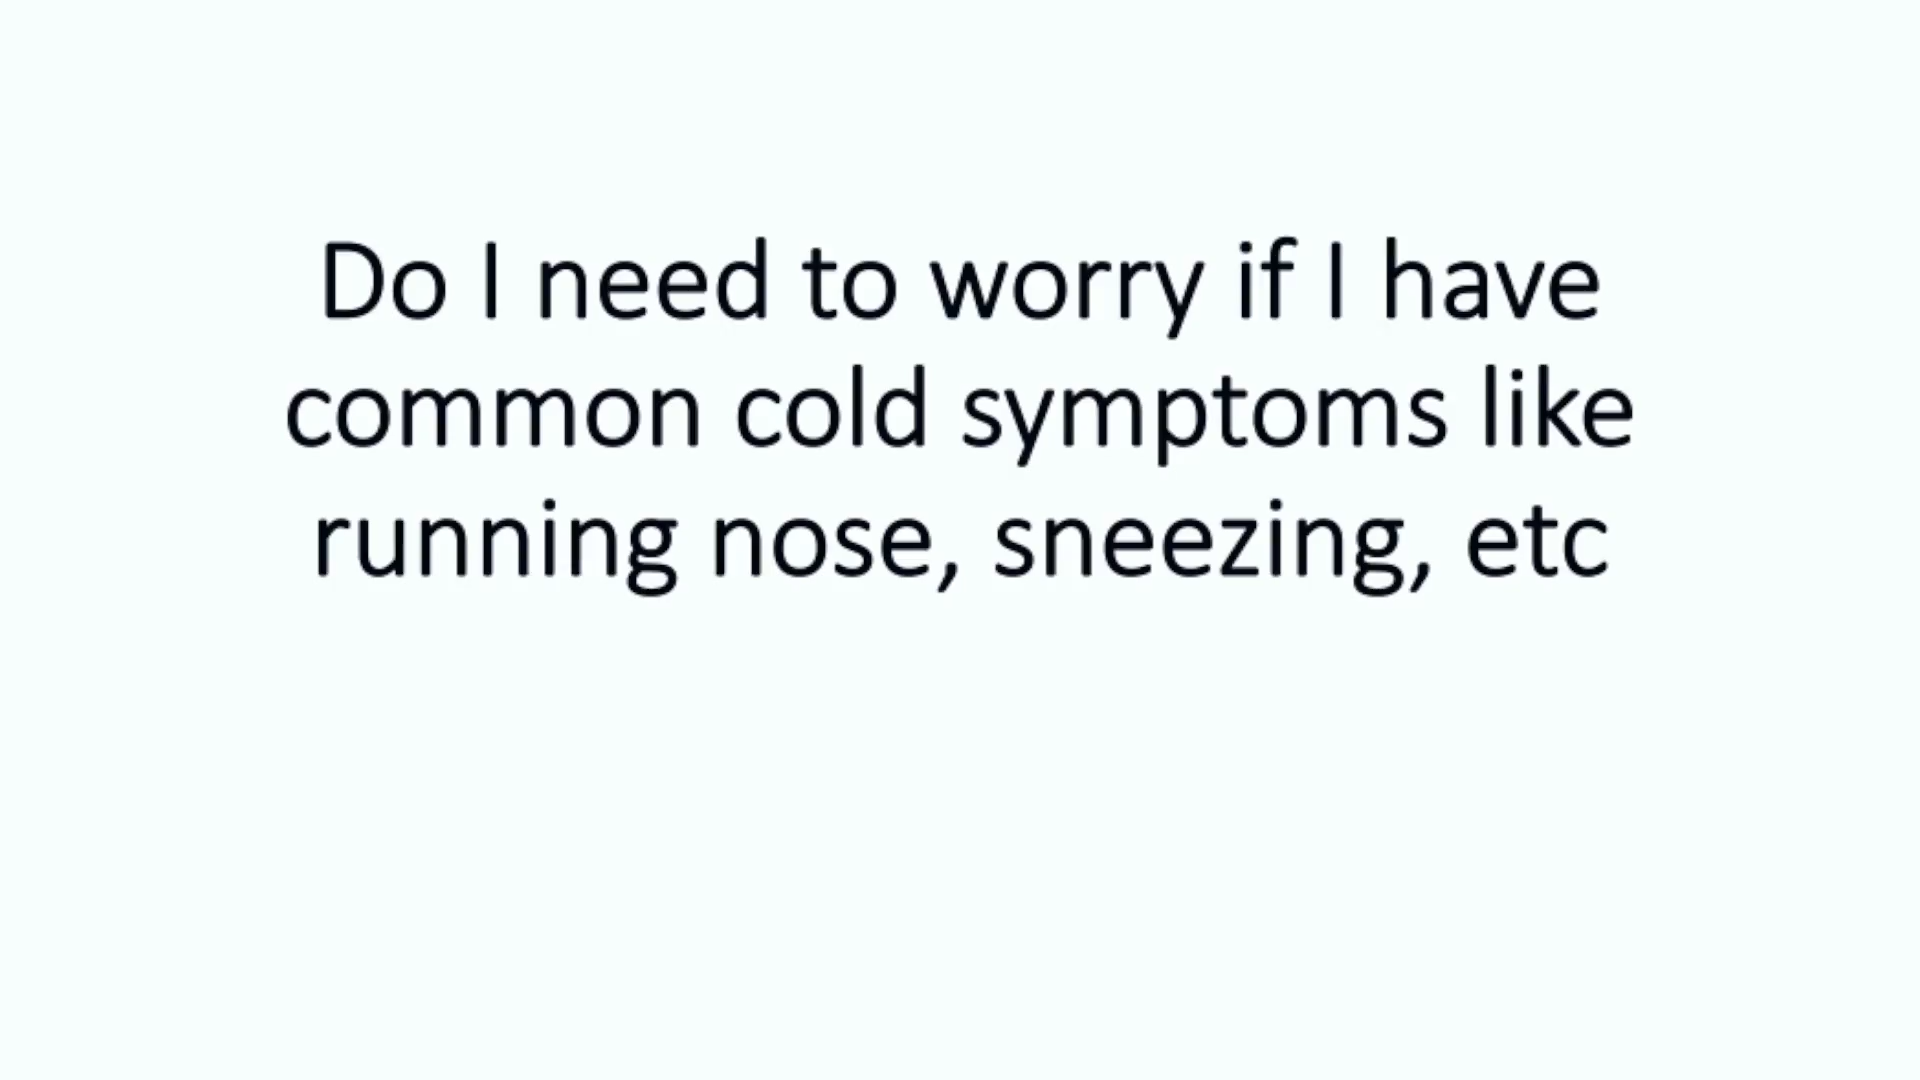 Do I need to worry if I have
common cold symptoms like
running nose, sneezing, etc